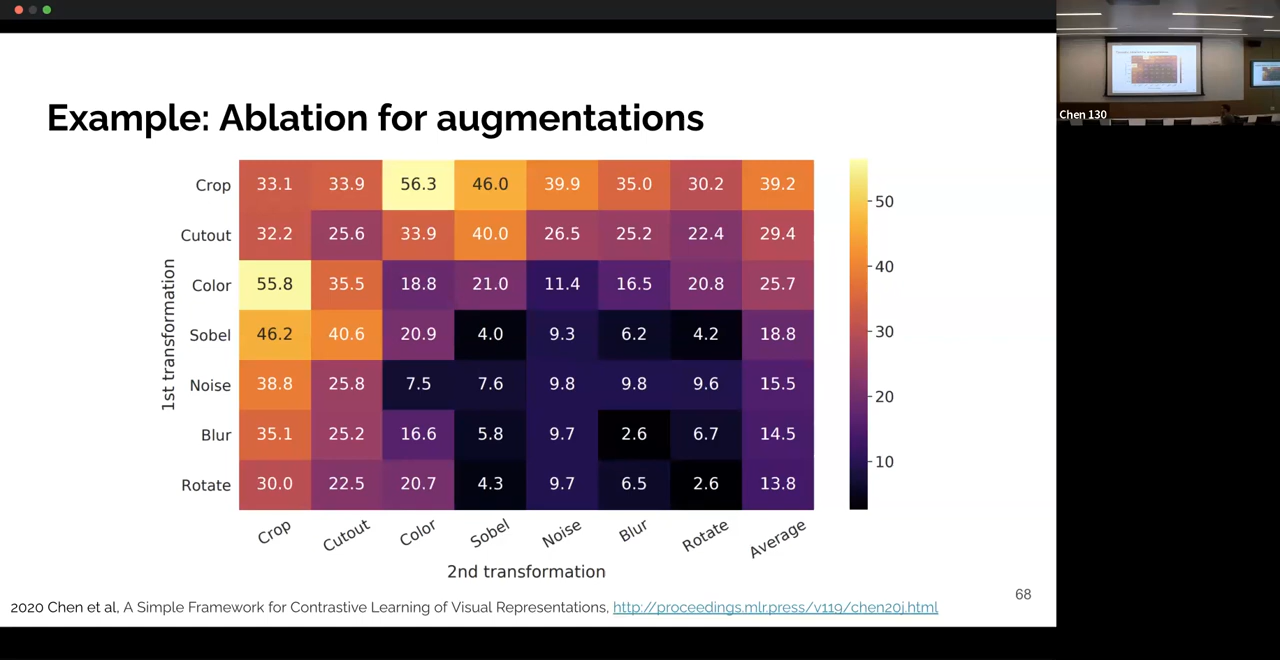 Example: Ablation for augmentations
1st transformation
Crop 33.1 33.9 56.3 46.0 39.9 35.0 30.2 39.2
Cutout 32.2 25.6 33.9 40.0 26.5 25.2 22.4 29.4
Color 55.8 35.5 18.8 21.0 11.4 16.5 20.8 25.7
Sobel 46.2 40.6 20.9 4.0 9.3 6.2 4.2 18.8
Noise 38.8 25.8 7.5 7.6 9.8 9.8 9.6 15.5
Blur 35.1 25.2 16.6 5.8 9.7 2.6 6.7 14.5
Rotate 30.0 22.5 20.7 4.3 9.7 6.5 2.6 13.8
Crop Cutout Color Sobel Noise Blur Rotate Average
2nd transformation
50
40
30
20
10
2020 Chen et al, A Simple Framework for Contrastive Learning of Visual Representations, http://proceedings.mlr.press/v119/chen20j.html
68
Chen 130